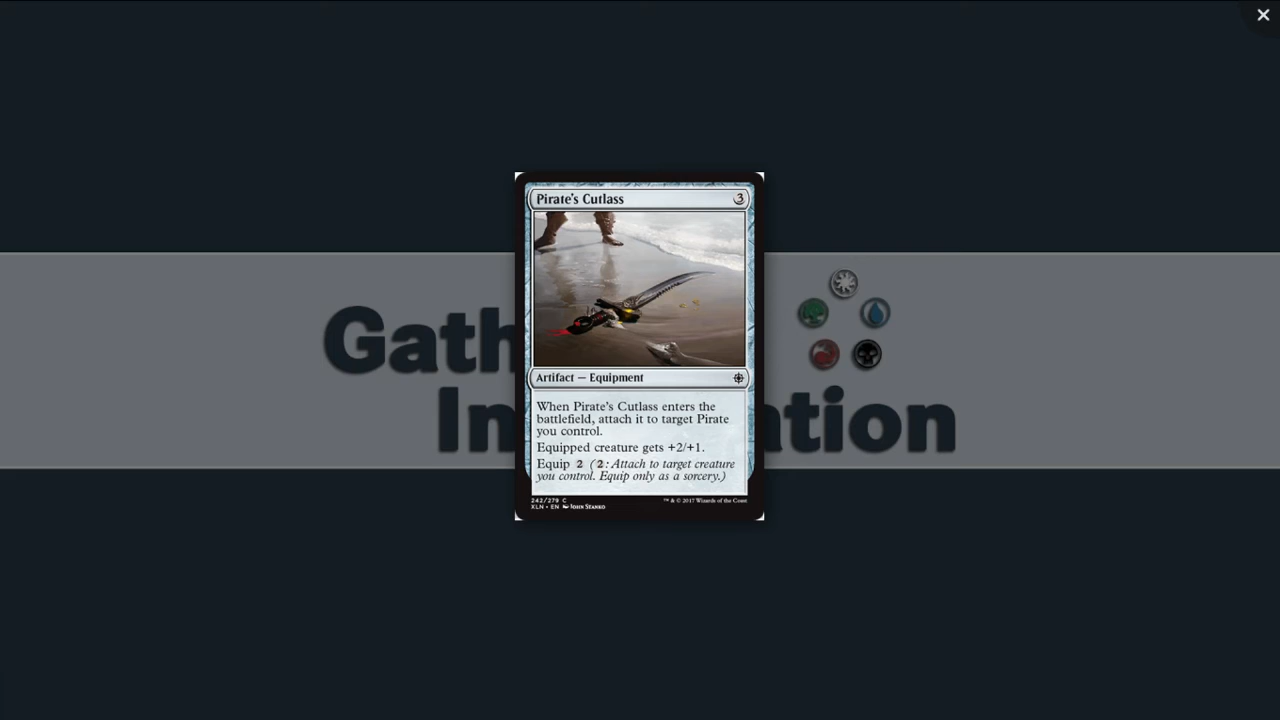 Pirate's Cutlass 3
Gath
In ation
Artifact — Equipment
When Pirate's Cutlass enters the
battlefield, attach it to target Pirate
you control.
Equipped creature gets +2/+1.
Equip 2 (2: Attach to target creature
you control. Equip only as a sorcery.)
242/279 C
XLN • EN John Stanko
™ & © 2017 Wizards of the Coast